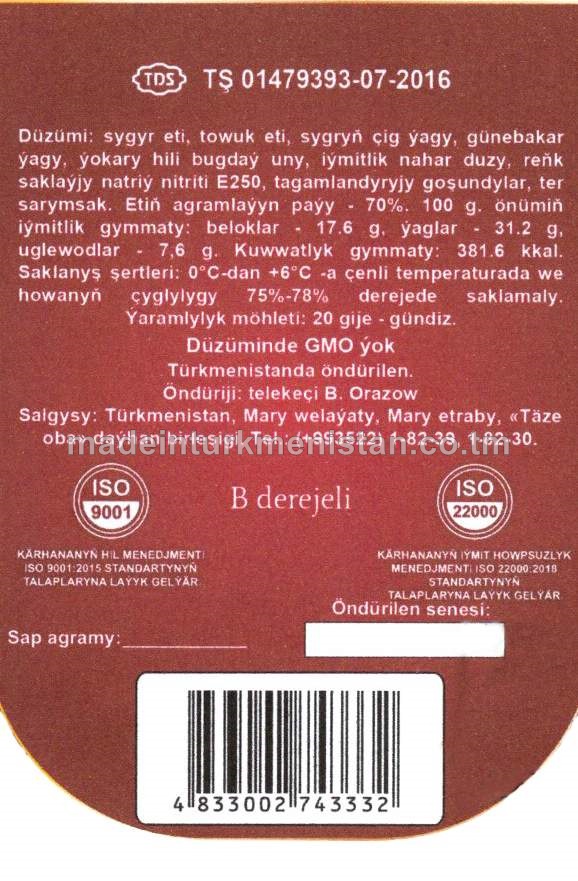 TDS TŞ 01479393-07-2016
Düzümi: sygyr eti, towuk eti, sygryň çig ýagy, günebakar
ýagy, ýokary hili bugdaý uny, iýmitlik nahar duzy, reňk
saklaýjy natriý nitriti E250, tagamlandyryjy goşundylar, ter
sarymsak. Etiň agramlaýyn paýy - 70%. 100 g. önümiň
iýmitlik gymmaty: beloklar - 17.6 g, ýaglar - 31.2 g,
uglewodlar - 7,6 g. Kuwwatlyk gymmaty: 381.6 kkal.
Saklanyş şertleri: 0°C-dan +6°C -a çenli temperaturada we
howanyň çyglylygy 75%-78% derejede saklamaly.
Ýaramlylyk möhleti: 20 gije - gündiz.
Düzüminde GMO ýok
Türkmenistanda öndürilen.
Öndüriji: telekeçi B. Orazow
Salgysy: Türkmenistan, Mary welaýaty, Mary etraby, «Täze
oba» daýhan birleşigi. Tel.: (+993522) 1-82-39, 1-82-30.
madeinturkmenistan.co.tm
ISO
9001
B derejeli
ISO
22000
KÄRHANANYŇ HIL MENEDJMENTI
ISO 9001:2015 STANDARTYNYŇ
TALAPLARYNA LAÝYK GELÝÄR.
KÄRHANANYŇ IÝMIT HOWPSUZLYK
MENEDJMENTI ISO 22000:2018
STANDARTYNYŇ
TALAPLARYNA LAÝYK GELÝÄR.
Öndürilen senesi:
Sap agramy:
4 833002 743332